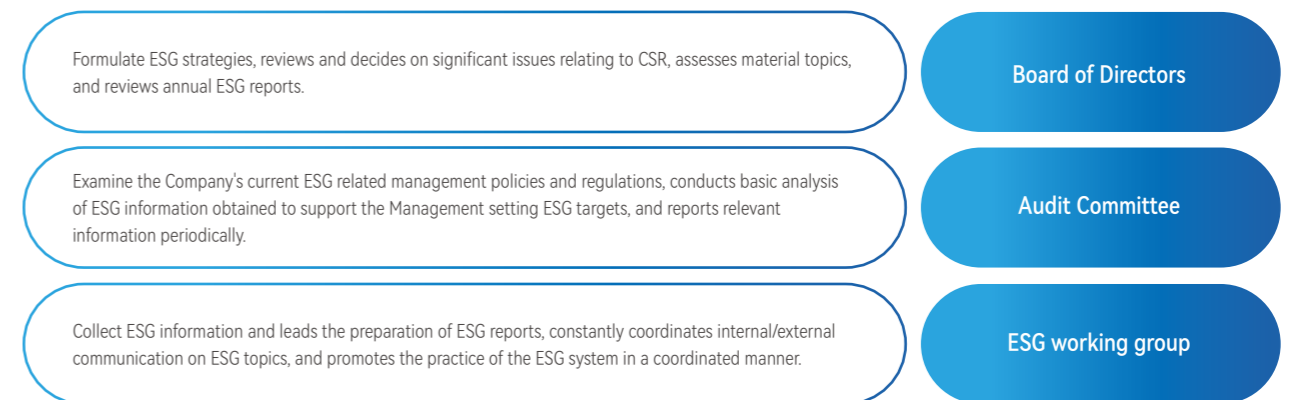 Formulate ESG strategies, reviews and decides on significant issues relating to CSR, assesses material topics,
and reviews annual ESG reports.
Board of Directors
Examine the Company's current ESG related management policies and regulations, conducts basic analysis
of ESG information obtained to support the Management setting ESG targets, and reports relevant
information periodically.
Audit Committee
Collect ESG information and leads the preparation of ESG reports, constantly coordinates internal/external
communication on ESG topics, and promotes the practice of the ESG system in a coordinated manner.
ESG working group